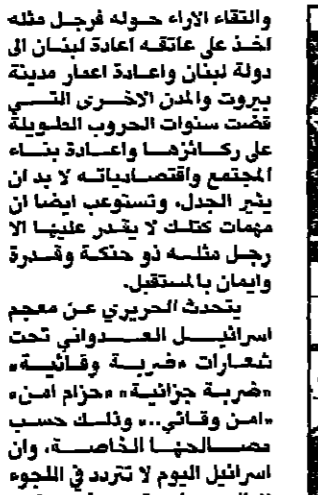 والتقاء الاراء حوله فرجل مثله
اخذ على عاتقه اعادة لبنان الى
دولة لبنان واعادة اعمار مدينة
بيروت والمدن الاخرى التي
قضت سنوات الحروب الطويلة
على ركائزها واعادة بناء
المجتمع واقتصادياته لا بد ان
يثير الجدل، وتستوعب ايضا ان
مهمات كتلك لا يقدر عليها الا
رجل مثله ذو حنكة وقدرة
وايمان بالمستقبل.
يتحدث الحريري عن معجم
اسرائيل العدواني تحت
شعارات «ضربة وقائية»
«ضربة جزائية» «حزام امن»
«امن وقائي..» وذلك حسب
مصالحها الخاصة، وان
اسرائيل اليوم لا تتردد في اللجوء